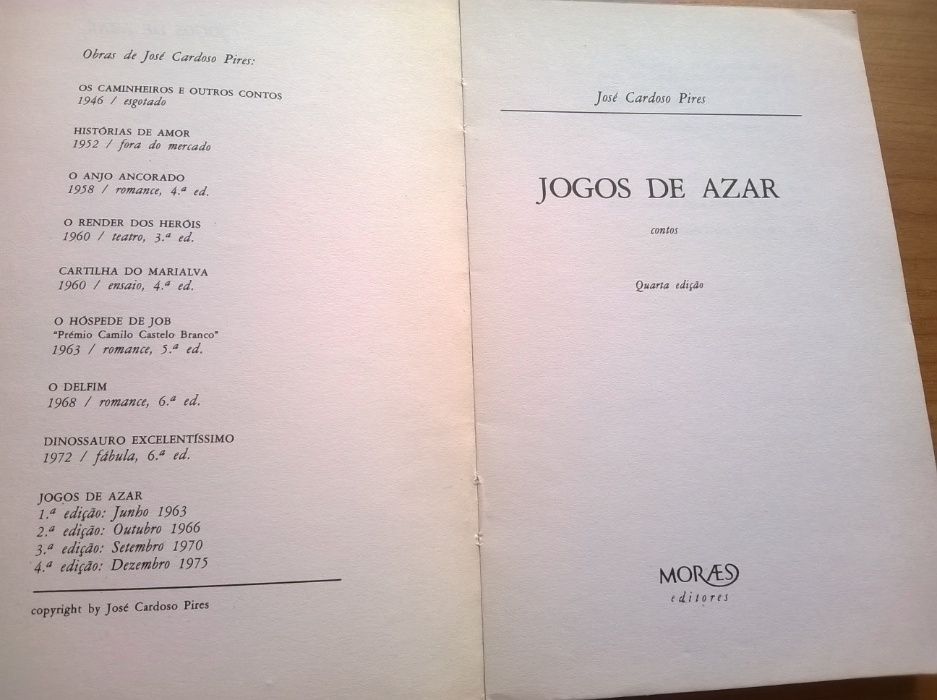 Obras de José Cardoso Pires:
OS CAMINHEIROS E OUTROS CONTOS
1946 / esgotado
HISTÓRIAS DE AMOR
1952 / fora do mercado
O ANJO ANCORADO
1958 / romance, 4.ª ed.
O RENDER DOS HERÓIS
1960 / teatro, 3.ª ed.
CARTILHA DO MARIALVA
1960 / ensaio, 4.ª ed.
O HÓSPEDE DE JOB
"Prémio Camilo Castelo Branco"
1963 / romance, 5.ª ed.
O DELFIM
1968 / romance, 6.ª ed.
DINOSSAURO EXCELENTÍSSIMO
1972 / fábula, 6.ª ed.
JOGOS DE AZAR
1.ª edição: Junho 1963
2.ª edição: Outubro 1966
3.ª edição: Setembro 1970
4.ª edição: Dezembro 1975
copyright by José Cardoso Pires
José Cardoso Pires
JOGOS DE AZAR
contos
Quarta edição
MORÆS
editores